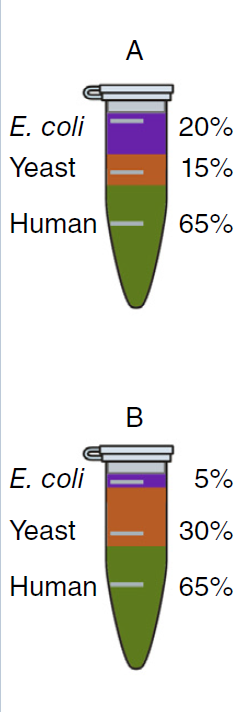 A
E. coli 20%
Yeast 15%
Human 65%
B
E. coli 5%
Yeast 30%
Human 65%